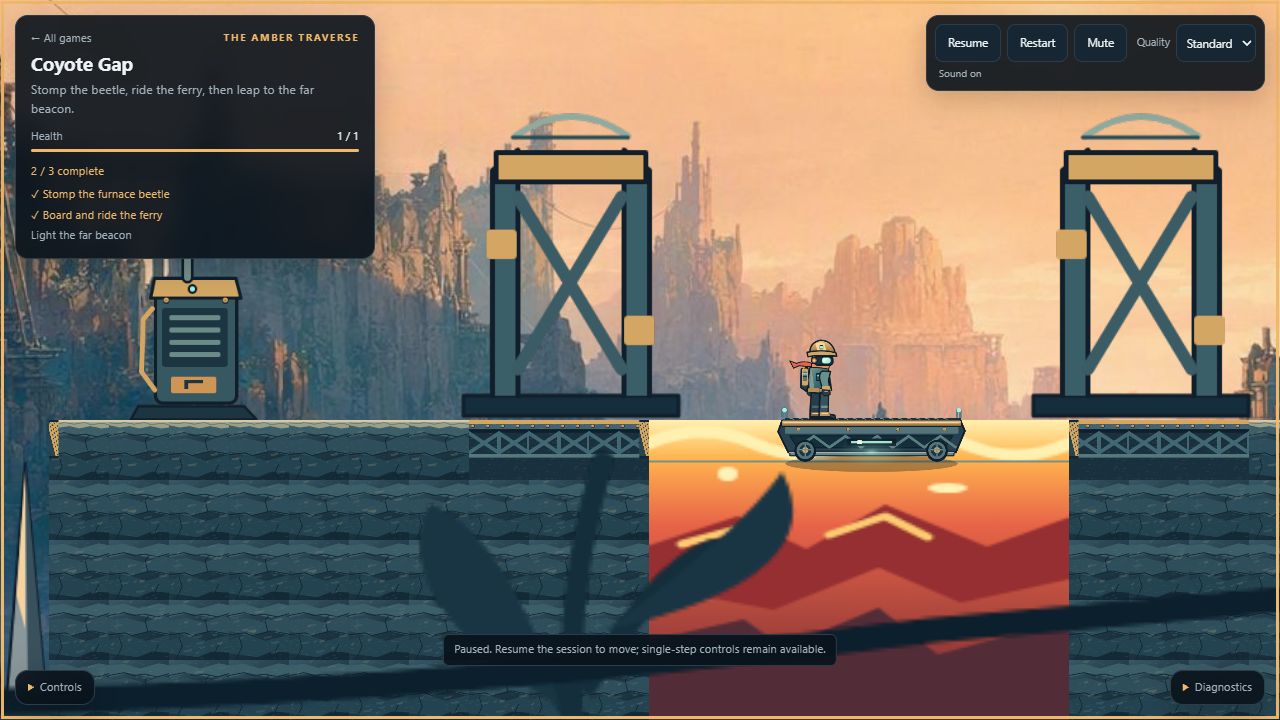 ← All games
THE AMBER TRAVERSE
Coyote Gap
Stomp the beetle, ride the ferry, then leap to the far
beacon.
Health 1 / 1
2 / 3 complete
✓ Stomp the furnace beetle
✓ Board and ride the ferry
Light the far beacon
Resume Restart Mute Quality Standard
Sound on
Paused. Resume the session to move; single-step controls remain available.
▶ Controls
▶ Diagnostics